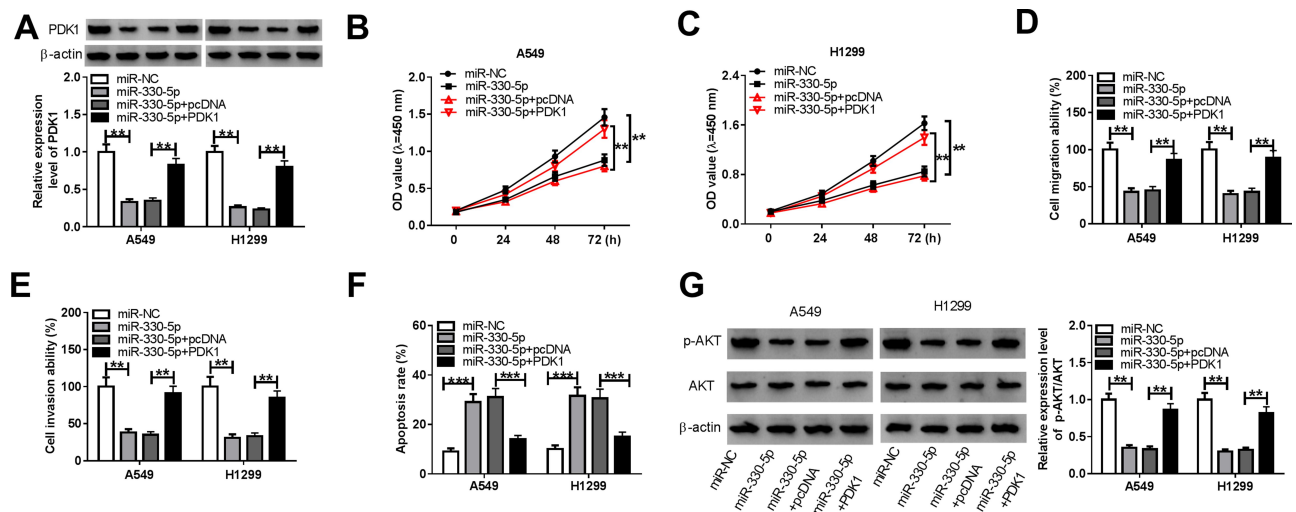 A
PDK1
β-actin
Relative expression
level of PDK1
2.0
1.5
1.0
0.5
0.0
miR-NC
miR-330-5p
miR-330-5p+pcDNA
miR-330-5p+PDK1
** ** ** **
A549 H1299
B
A549
OD value (λ=450 nm)
2.0
1.5
1.0
0.5
0.0
miR-NC
miR-330-5p
miR-330-5p+pcDNA
miR-330-5p+PDK1
**
**
0 24 48 72 (h)
C
H1299
OD value (λ=450 nm)
2.4
1.6
0.8
0.0
miR-NC
miR-330-5p
miR-330-5p+pcDNA
miR-330-5p+PDK1
**
**
0 24 48 72 (h)
D
Cell migration ability (%)
200
150
100
50
0
miR-NC
miR-330-5p
miR-330-5p+pcDNA
miR-330-5p+PDK1
** ** ** **
A549 H1299
E
Cell invasion ability (%)
200
150
100
50
0
miR-NC
miR-330-5p
miR-330-5p+pcDNA
miR-330-5p+PDK1
** ** ** **
A549 H1299
F
Apoptosis rate (%)
60
40
20
0
miR-NC
miR-330-5p
miR-330-5p+pcDNA
miR-330-5p+PDK1
*** *** *** ***
A549 H1299
G
A549 H1299
p-AKT
AKT
β-actin
miR-NC
miR-330-5p
miR-330-5p
+pcDNA
miR-330-5p
+PDK1
miR-NC
miR-330-5p
miR-330-5p
+pcDNA
miR-330-5p
+PDK1
Relative expression level
of p-AKT/AKT
2.0
1.5
1.0
0.5
0.0
miR-NC
miR-330-5p
miR-330-5p+pcDNA
miR-330-5p+PDK1
** ** ** **
A549 H1299